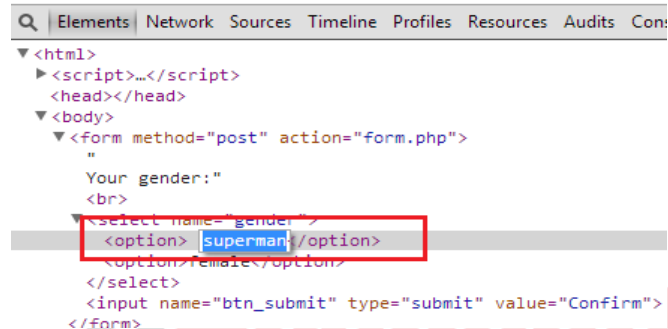 Elements Network Sources Timeline Profiles Resources Audits Cons
<html>
<script>…</script>
<head></head>
<body>
<form method="post" action="form.php">
"
Your gender:"
<br>
<select name="gender">
<option> superman</option>
<option>female</option>
</select>
<input name="btn_submit" type="submit" value="Confirm">
</form>